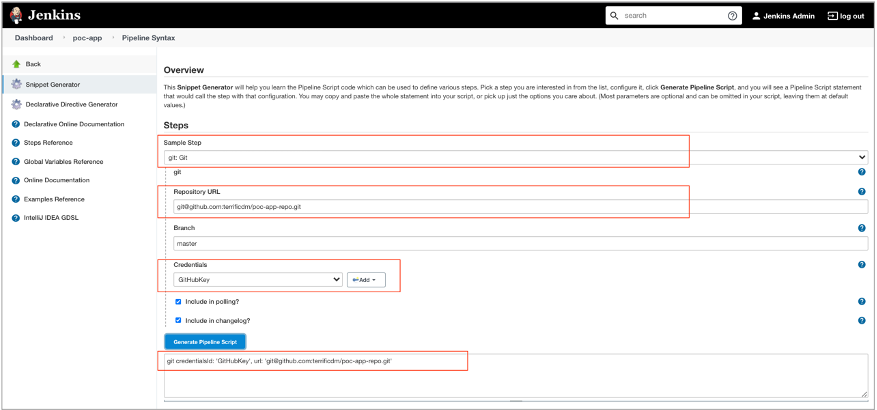 Jenkins
search
Jenkins Admin
log out
Dashboard
poc-app
Pipeline Syntax
Back
Snippet Generator
Declarative Directive Generator
Declarative Online Documentation
Steps Reference
Global Variables Reference
Online Documentation
Examples Reference
IntelliJ IDEA GDSL
Overview
This Snippet Generator will help you learn the Pipeline Script code which can be used to define various steps. Pick a step you are interested in from the list, configure it, click Generate Pipeline Script, and you will see a Pipeline Script statement
that would call the step with that configuration. You may copy and paste the whole statement into your script, or pick up just the options you care about. (Most parameters are optional and can be omitted in your script, leaving them at default
values.)
Steps
Sample Step
git: Git
git
Repository URL
git@github.com:terrificdm/poc-app-repo.git
Branch
master
Credentials
GitHubKey
Add
Include in polling?
Include in changelog?
Generate Pipeline Script
git credentialsId: 'GitHubKey', url: 'git@github.com:terrificdm/poc-app-repo.git'